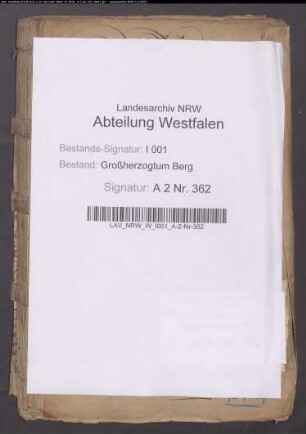 Landesarchiv NRW
Abteilung Westfalen
Bestands-Signatur: I 001
Bestand: Großherzogtum Berg
Signatur: A 2 Nr. 362
LAV_NRW_W_I001_A-2-Nr-362